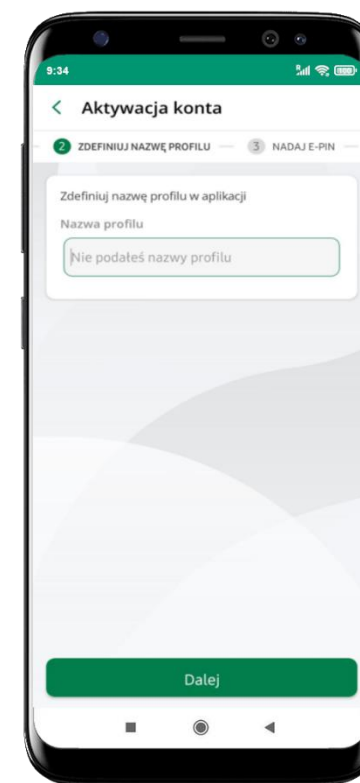 9:34
Aktywacja konta
2 ZDEFINIUJ NAZWĘ PROFILU 3 NADAJ E-PIN
Zdefiniuj nazwę profilu w aplikacji
Nazwa profilu
Nie podałeś nazwy profilu
Dalej